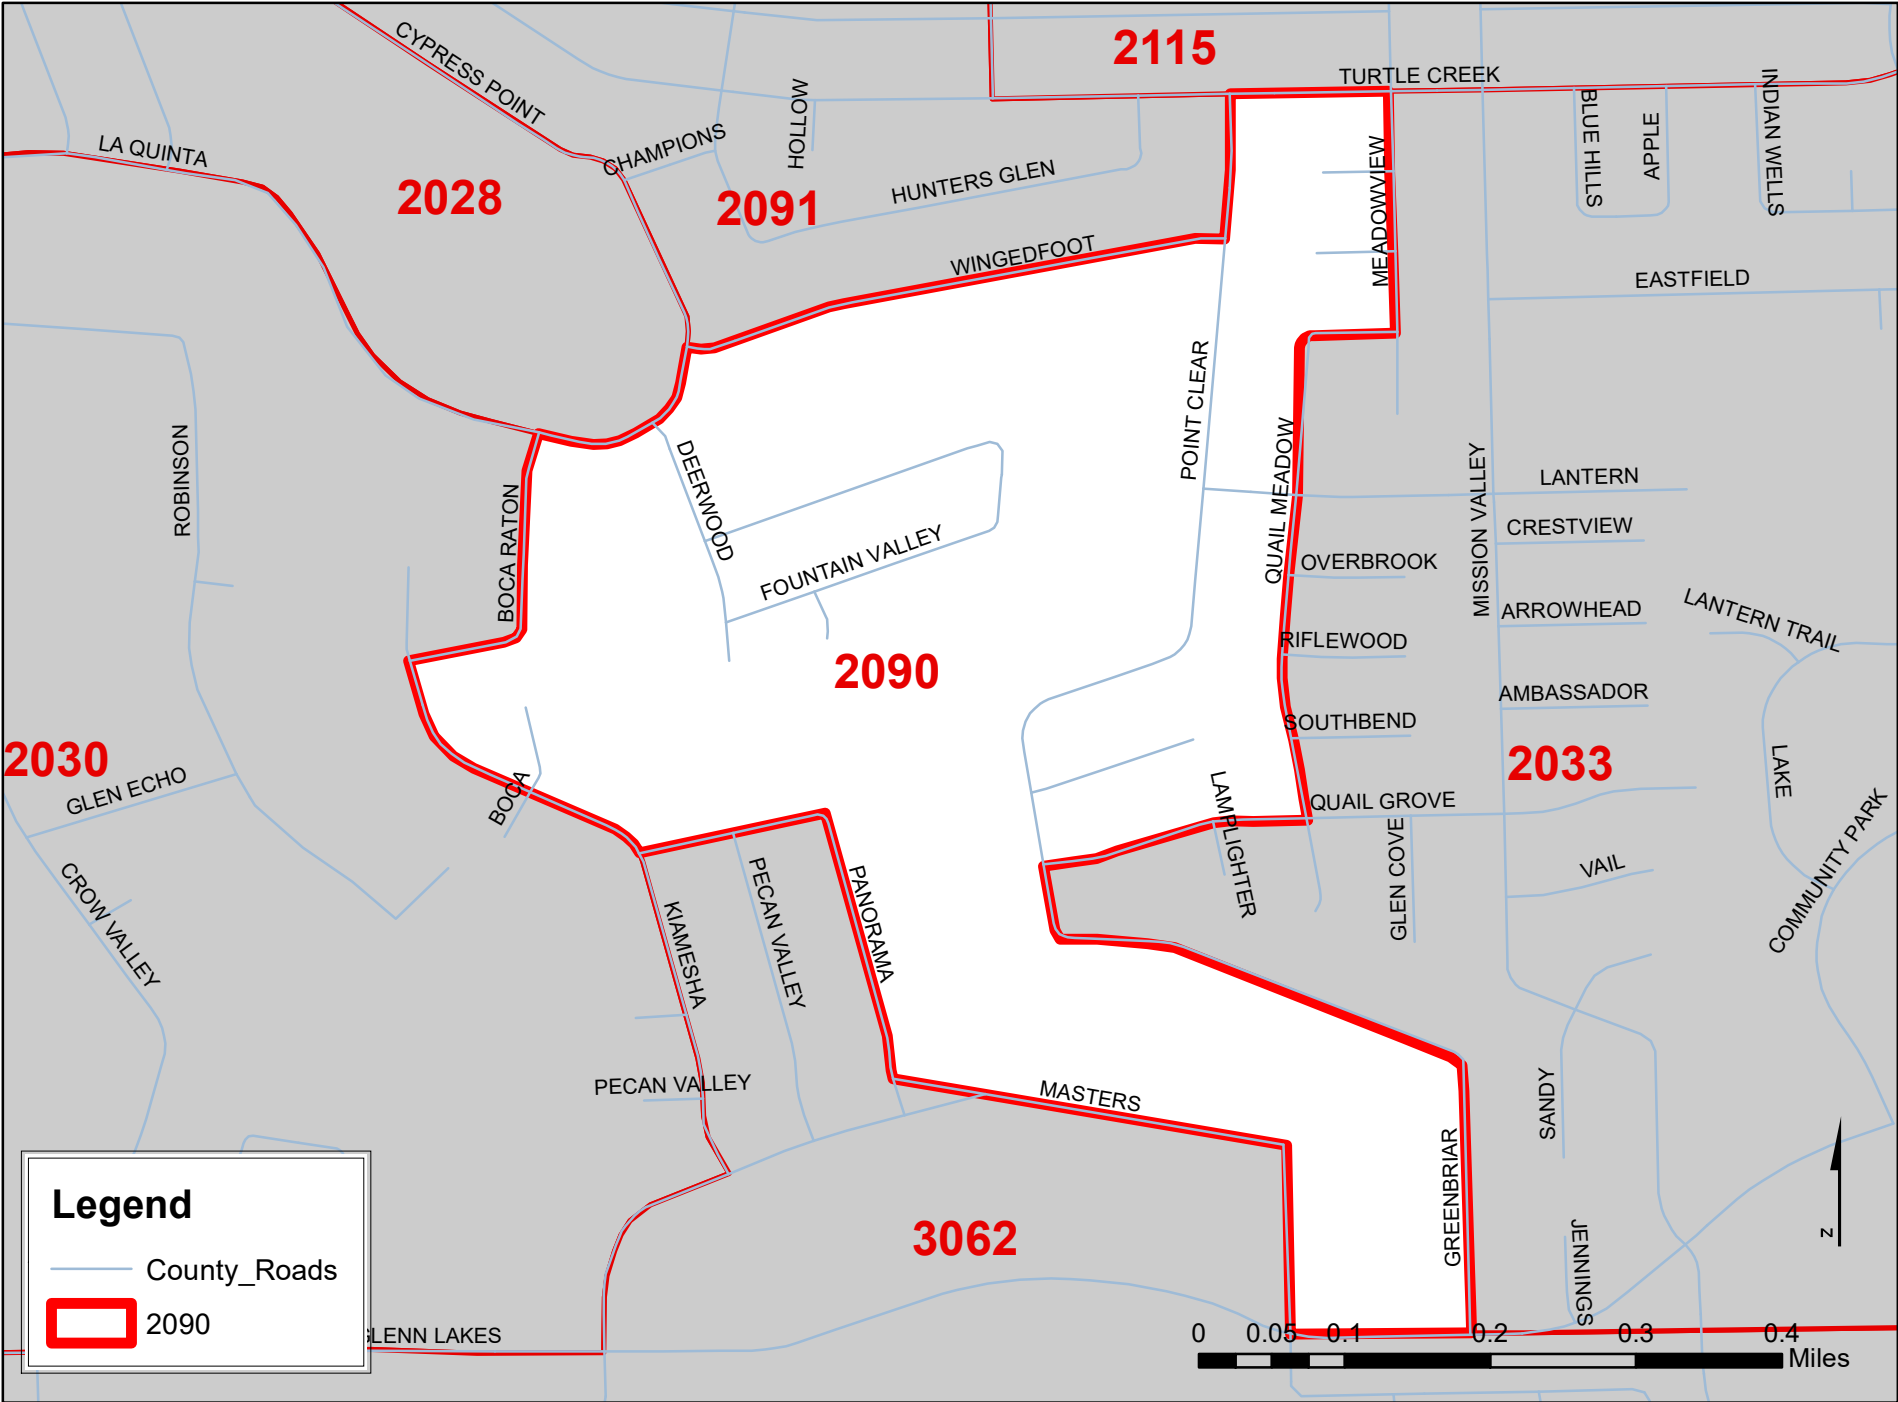 CYPRESS POINT
2115
TURTLE CREEK
LA QUINTA
CHAMPIONS
HOLLOW
HUNTERS GLEN
2028
2091
WINGEDFOOT
MEADOWVIEW
BLUE HILLS
APPLE
INDIAN WELLS
EASTFIELD
ROBINSON
BOCA RATON
DEERWOOD
FOUNTAIN VALLEY
POINT CLEAR
QUAIL MEADOW
MISSION VALLEY
LANTERN
CRESTVIEW
OVERBROOK
ARROWHEAD
LANTERN TRAIL
RIFLEWOOD
2090
AMBASSADOR
SOUTHBEND
2030
GLEN ECHO
BOCA
2033
LAKE
QUAIL GROVE
LAMPLIGHTER
GLEN COVE
VAIL
COMMUNITY PARK
CROW VALLEY
KIAMESHA
PECAN VALLEY
PANORAMA
PECAN VALLEY
MASTERS
SANDY
GREENBRIAR
JENNINGS
3062
N
Legend
County_Roads
2090
GLENN LAKES
0 0.05 0.1 0.2 0.3 0.4
Miles